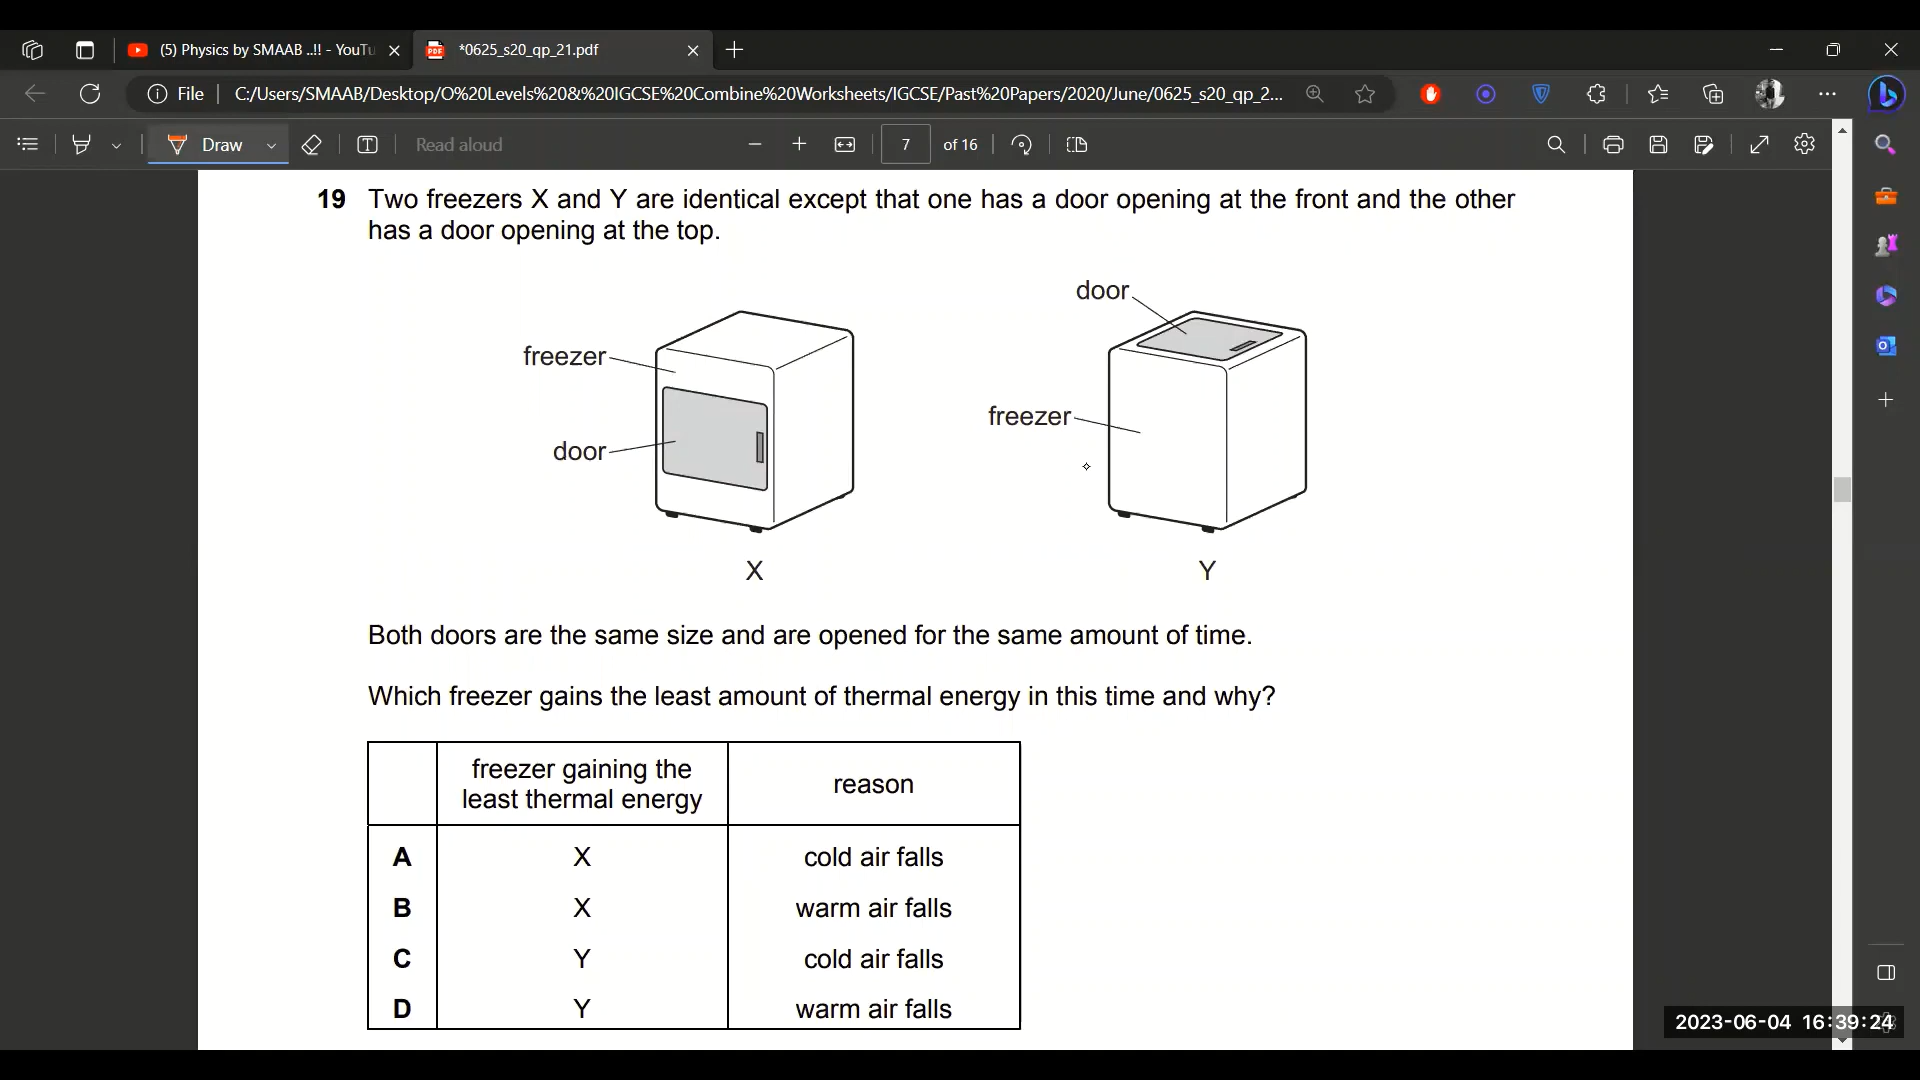 (5) Physics by SMAAB ..!! - YouTu
*0625_s20_qp_21.pdf
File
C:/Users/SMAAB/Desktop/O%20Levels%20&%20IGCSE%20Combine%20Worksheets/IGCSE/Past%20Papers/2020/June/0625_s20_qp_2...
Draw
Read aloud
7 of 16
19 Two freezers X and Y are identical except that one has a door opening at the front and the other
has a door opening at the top.
door
freezer
freezer
door
X
Y
Both doors are the same size and are opened for the same amount of time.
Which freezer gains the least amount of thermal energy in this time and why?
freezer gaining the
least thermal energy
reason
A X cold air falls
B X warm air falls
C Y cold air falls
D Y warm air falls
2023-06-04 16:39:24